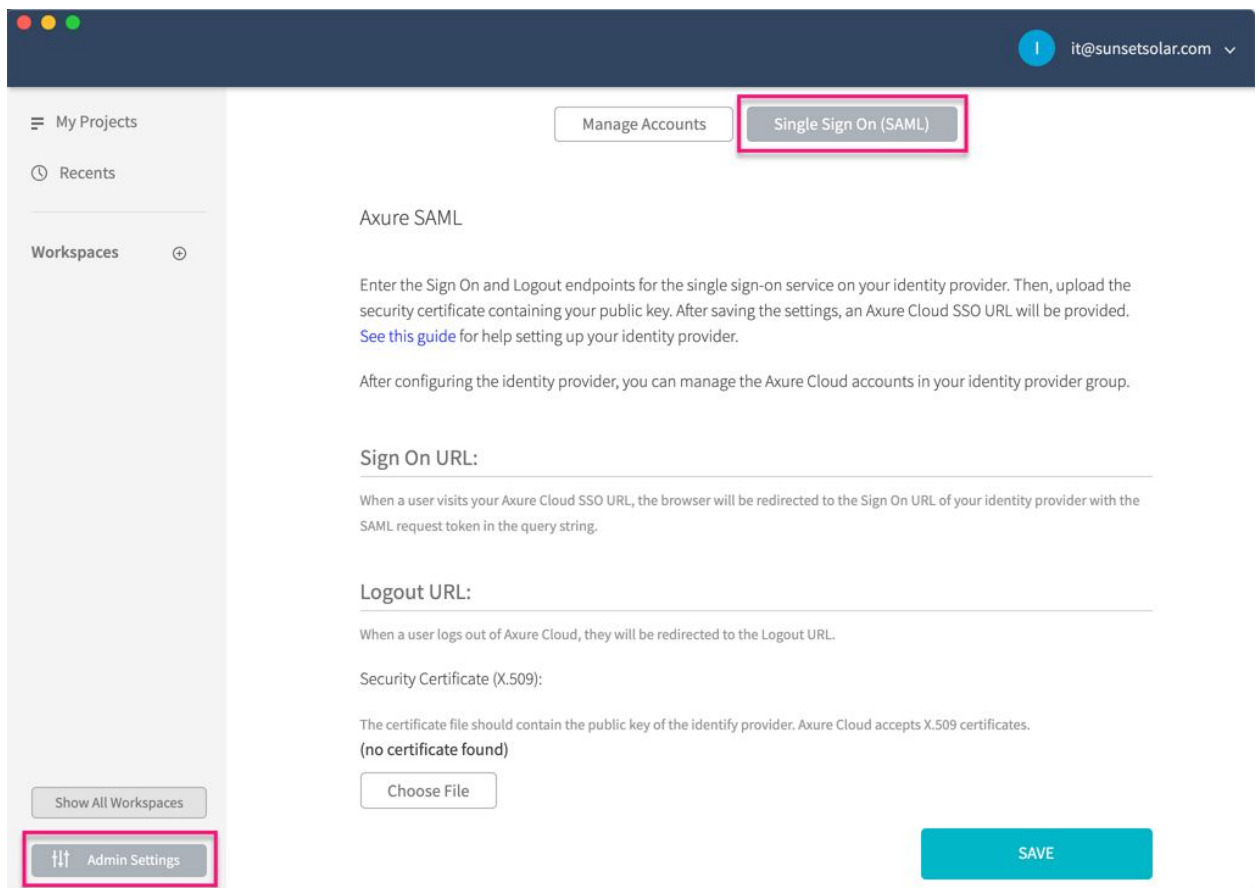 I it@sunsetsolar.com
My Projects
Recents
Workspaces
Show All Workspaces
Admin Settings
Manage Accounts
Single Sign On (SAML)
Axure SAML
Enter the Sign On and Logout endpoints for the single sign-on service on your identity provider. Then, upload the
security certificate containing your public key. After saving the settings, an Axure Cloud SSO URL will be provided.
See this guide for help setting up your identity provider.
After configuring the identity provider, you can manage the Axure Cloud accounts in your identity provider group.
Sign On URL:
When a user visits your Axure Cloud SSO URL, the browser will be redirected to the Sign On URL of your identity provider with the
SAML request token in the query string.
Logout URL:
When a user logs out of Axure Cloud, they will be redirected to the Logout URL.
Security Certificate (X.509):
The certificate file should contain the public key of the identify provider. Axure Cloud accepts X.509 certificates.
(no certificate found)
Choose File
SAVE